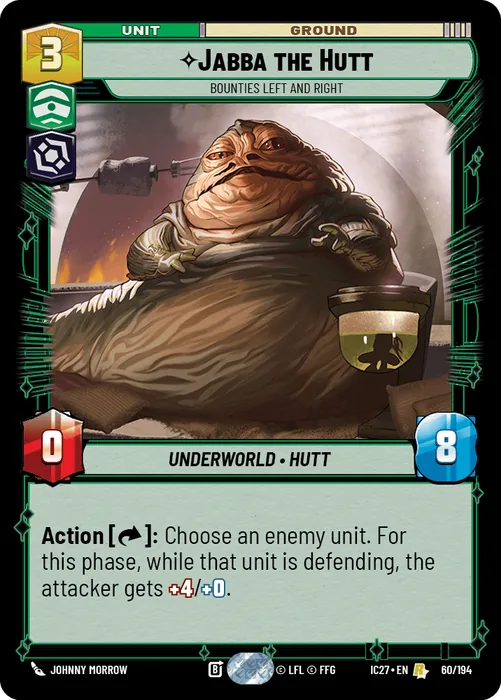 3
UNIT
GROUND
JABBA THE HUTT
BOUNTIES LEFT AND RIGHT
0
UNDERWORLD • HUTT
8
Action [ ]: Choose an enemy unit. For
this phase, while that unit is defending, the
attacker gets +4/+0.
JOHNNY MORROW
B © LFL © FFG
IC27 • EN R 60/194